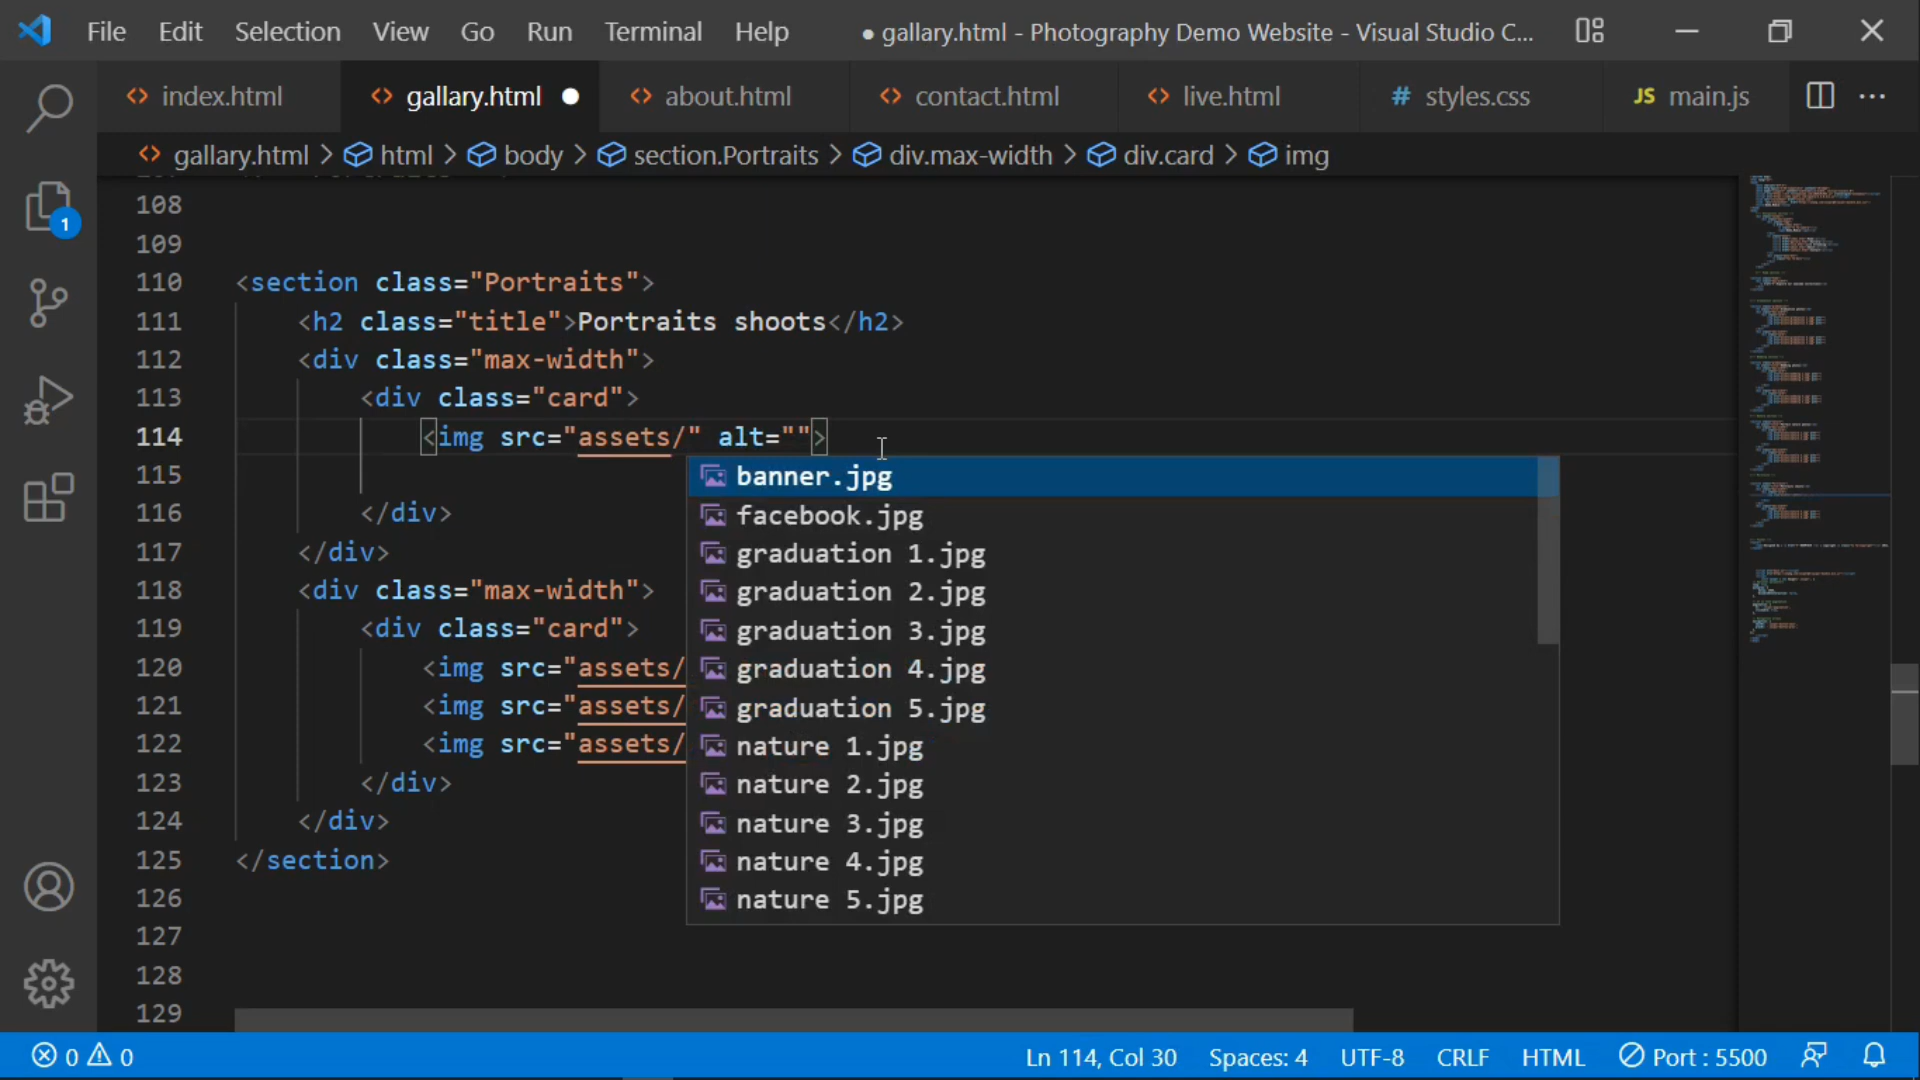 File Edit Selection View Go Run Terminal Help ● gallary.html - Photography Demo Website - Visual Studio C...
index.html gallary.html about.html contact.html live.html # styles.css JS main.js ...
gallary.html > html > body > section.Portraits > div.max-width > div.card > img
1
108
109
110 <section class="Portraits">
111 <h2 class="title">Portraits shoots</h2>
112 <div class="max-width">
113 <div class="card">
114 <img src="assets/" alt="">
115 banner.jpg
facebook.jpg
116 </div>
graduation 1.jpg
117 </div>
118 <div class="max-width"> graduation 2.jpg
119 <div class="card"> graduation 3.jpg
120 <img src="assets/ graduation 4.jpg
121 <img src="assets/ graduation 5.jpg
122 <img src="assets/ nature 1.jpg
123 </div> nature 2.jpg
124 </div> nature 3.jpg
125 </section> nature 4.jpg
126 nature 5.jpg
127
128
129
0 0 Ln 114, Col 30 Spaces: 4 UTF-8 CRLF HTML Port : 5500